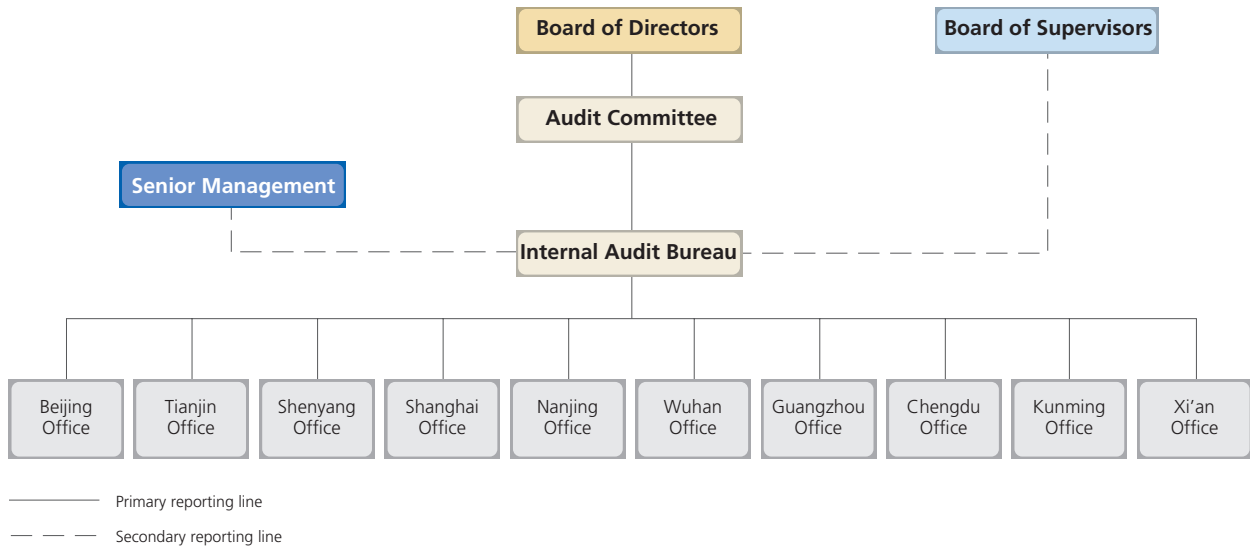 Board of Directors
Board of Supervisors
Audit Committee
Senior Management
Internal Audit Bureau
Beijing
Office
Tianjin
Office
Shenyang
Office
Shanghai
Office
Nanjing
Office
Wuhan
Office
Guangzhou
Office
Chengdu
Office
Kunming
Office
Xi’an
Office
Primary reporting line
Secondary reporting line